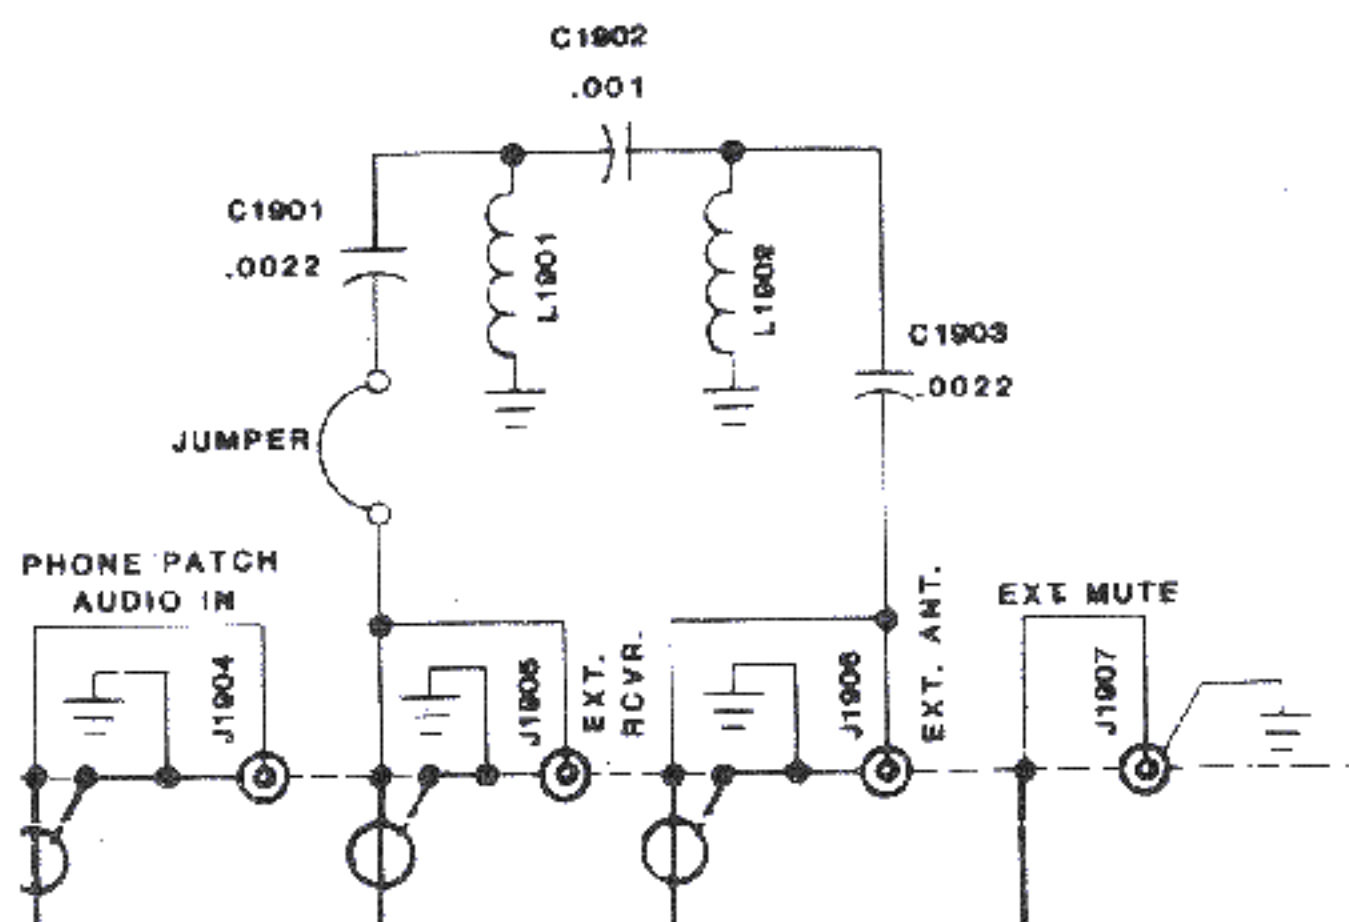 C1902
.001
C1901
.0022
L1901
L1902
C1903
.0022
JUMPER
PHONE PATCH
AUDIO IN
J1904
J1905
EXT.
RCVR.
J1906
EXT. ANT.
EXT. MUTE
J1907